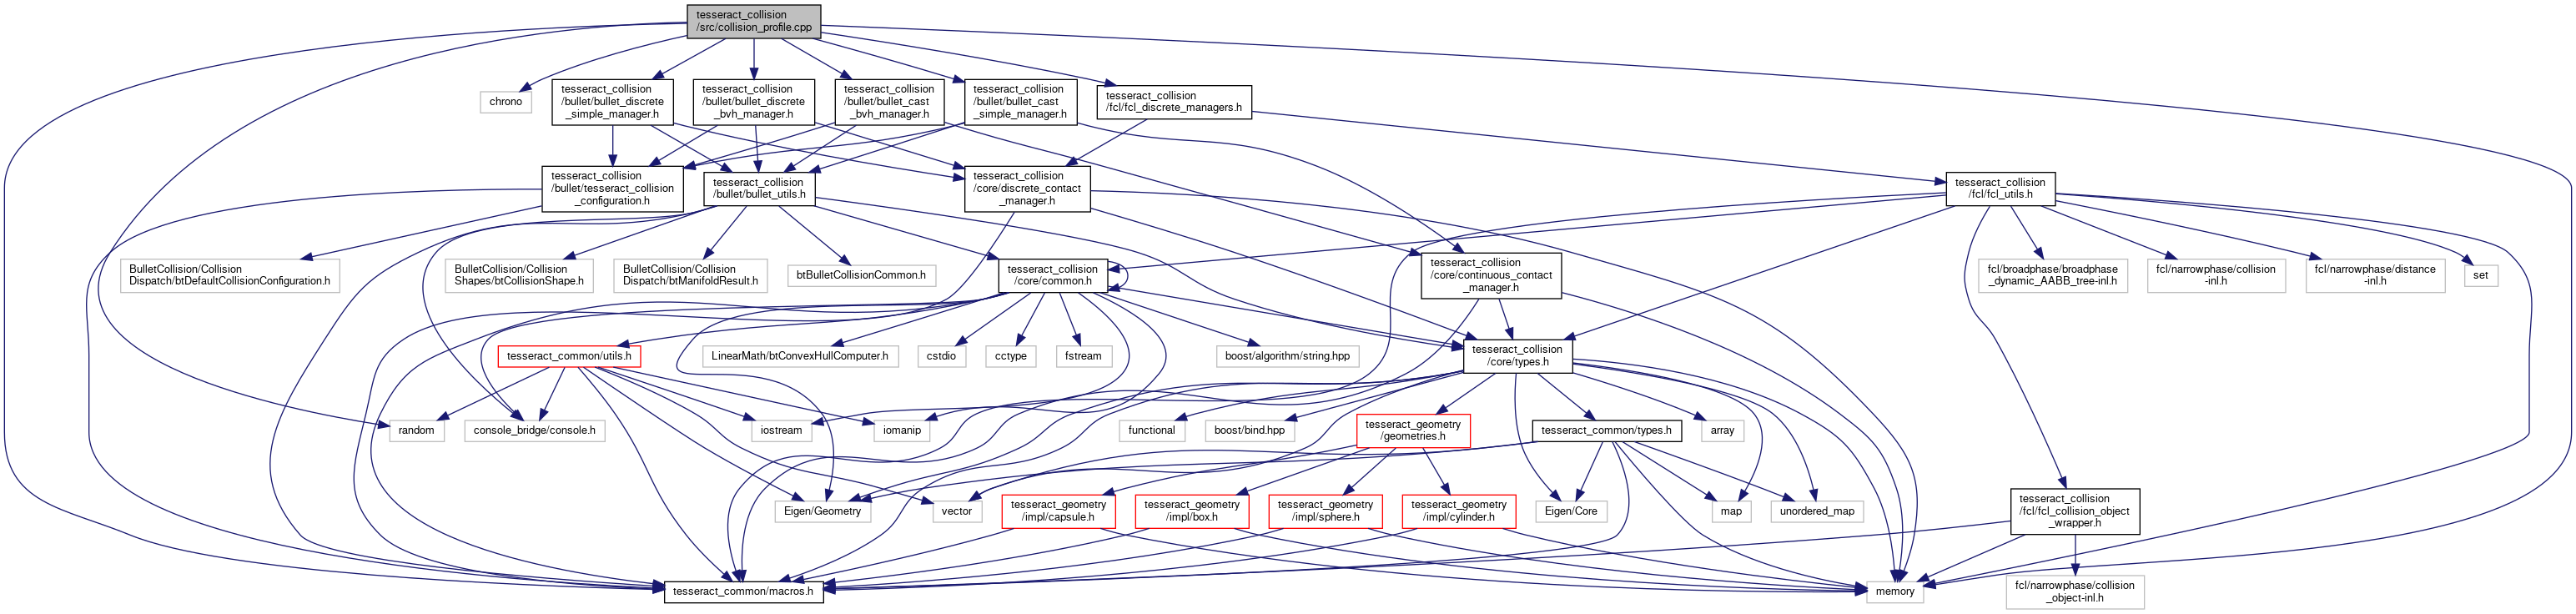 tesseract_collision
/src/collision_profile.cpp
chrono
tesseract_collision
/bullet/bullet_discrete
_simple_manager.h
tesseract_collision
/bullet/bullet_discrete
_bvh_manager.h
tesseract_collision
/bullet/bullet_cast
_bvh_manager.h
tesseract_collision
/bullet/bullet_cast
_simple_manager.h
tesseract_collision
/fcl/fcl_discrete_managers.h
tesseract_collision
/bullet/tesseract_collision
_configuration.h
tesseract_collision
/bullet/bullet_utils.h
tesseract_collision
/core/discrete_contact
_manager.h
tesseract_collision
/fcl/fcl_utils.h
BulletCollision/Collision
Dispatch/btDefaultCollisionConfiguration.h
BulletCollision/Collision
Shapes/btCollisionShape.h
BulletCollision/Collision
Dispatch/btManifoldResult.h
btBulletCollisionCommon.h
tesseract_collision
/core/common.h
tesseract_collision
/core/continuous_contact
_manager.h
fcl/broadphase/broadphase
_dynamic_AABB_tree-inl.h
fcl/narrowphase/collision
-inl.h
fcl/narrowphase/distance
-inl.h
set
tesseract_common/utils.h
LinearMath/btConvexHullComputer.h
cstdio
cctype
fstream
boost/algorithm/string.hpp
tesseract_collision
/core/types.h
random
console_bridge/console.h
iostream
iomanip
functional
boost/bind.hpp
tesseract_geometry
/geometries.h
tesseract_common/types.h
array
Eigen/Geometry
vector
tesseract_geometry
/impl/capsule.h
tesseract_geometry
/impl/box.h
tesseract_geometry
/impl/sphere.h
tesseract_geometry
/impl/cylinder.h
Eigen/Core
map
unordered_map
tesseract_collision
/fcl/fcl_collision_object
_wrapper.h
tesseract_common/macros.h
memory
fcl/narrowphase/collision
_object-inl.h